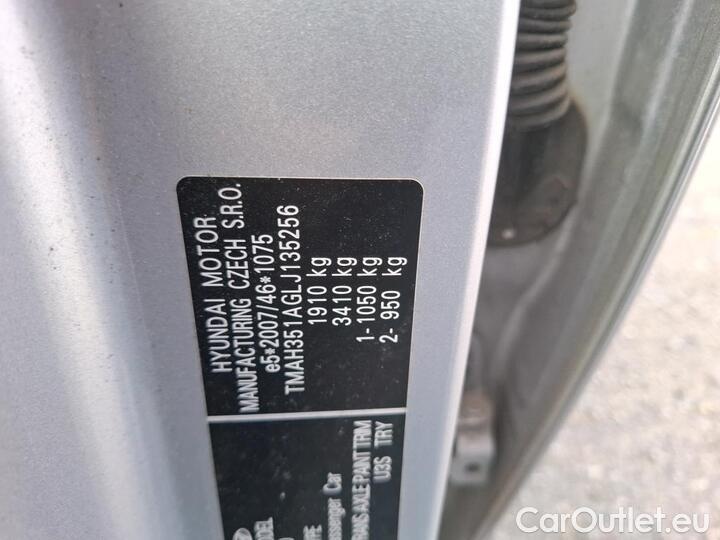 HYUNDAI MOTOR
MANUFACTURING CZECH S.R.O.
e5*2007/46*1075
TMAH351AGLJ135256
1910 kg
3410 kg
1- 1050 kg
2- 950 kg
Car
TRANS AXLE PAINT TRIM
U3S TRY
CarOutlet.eu